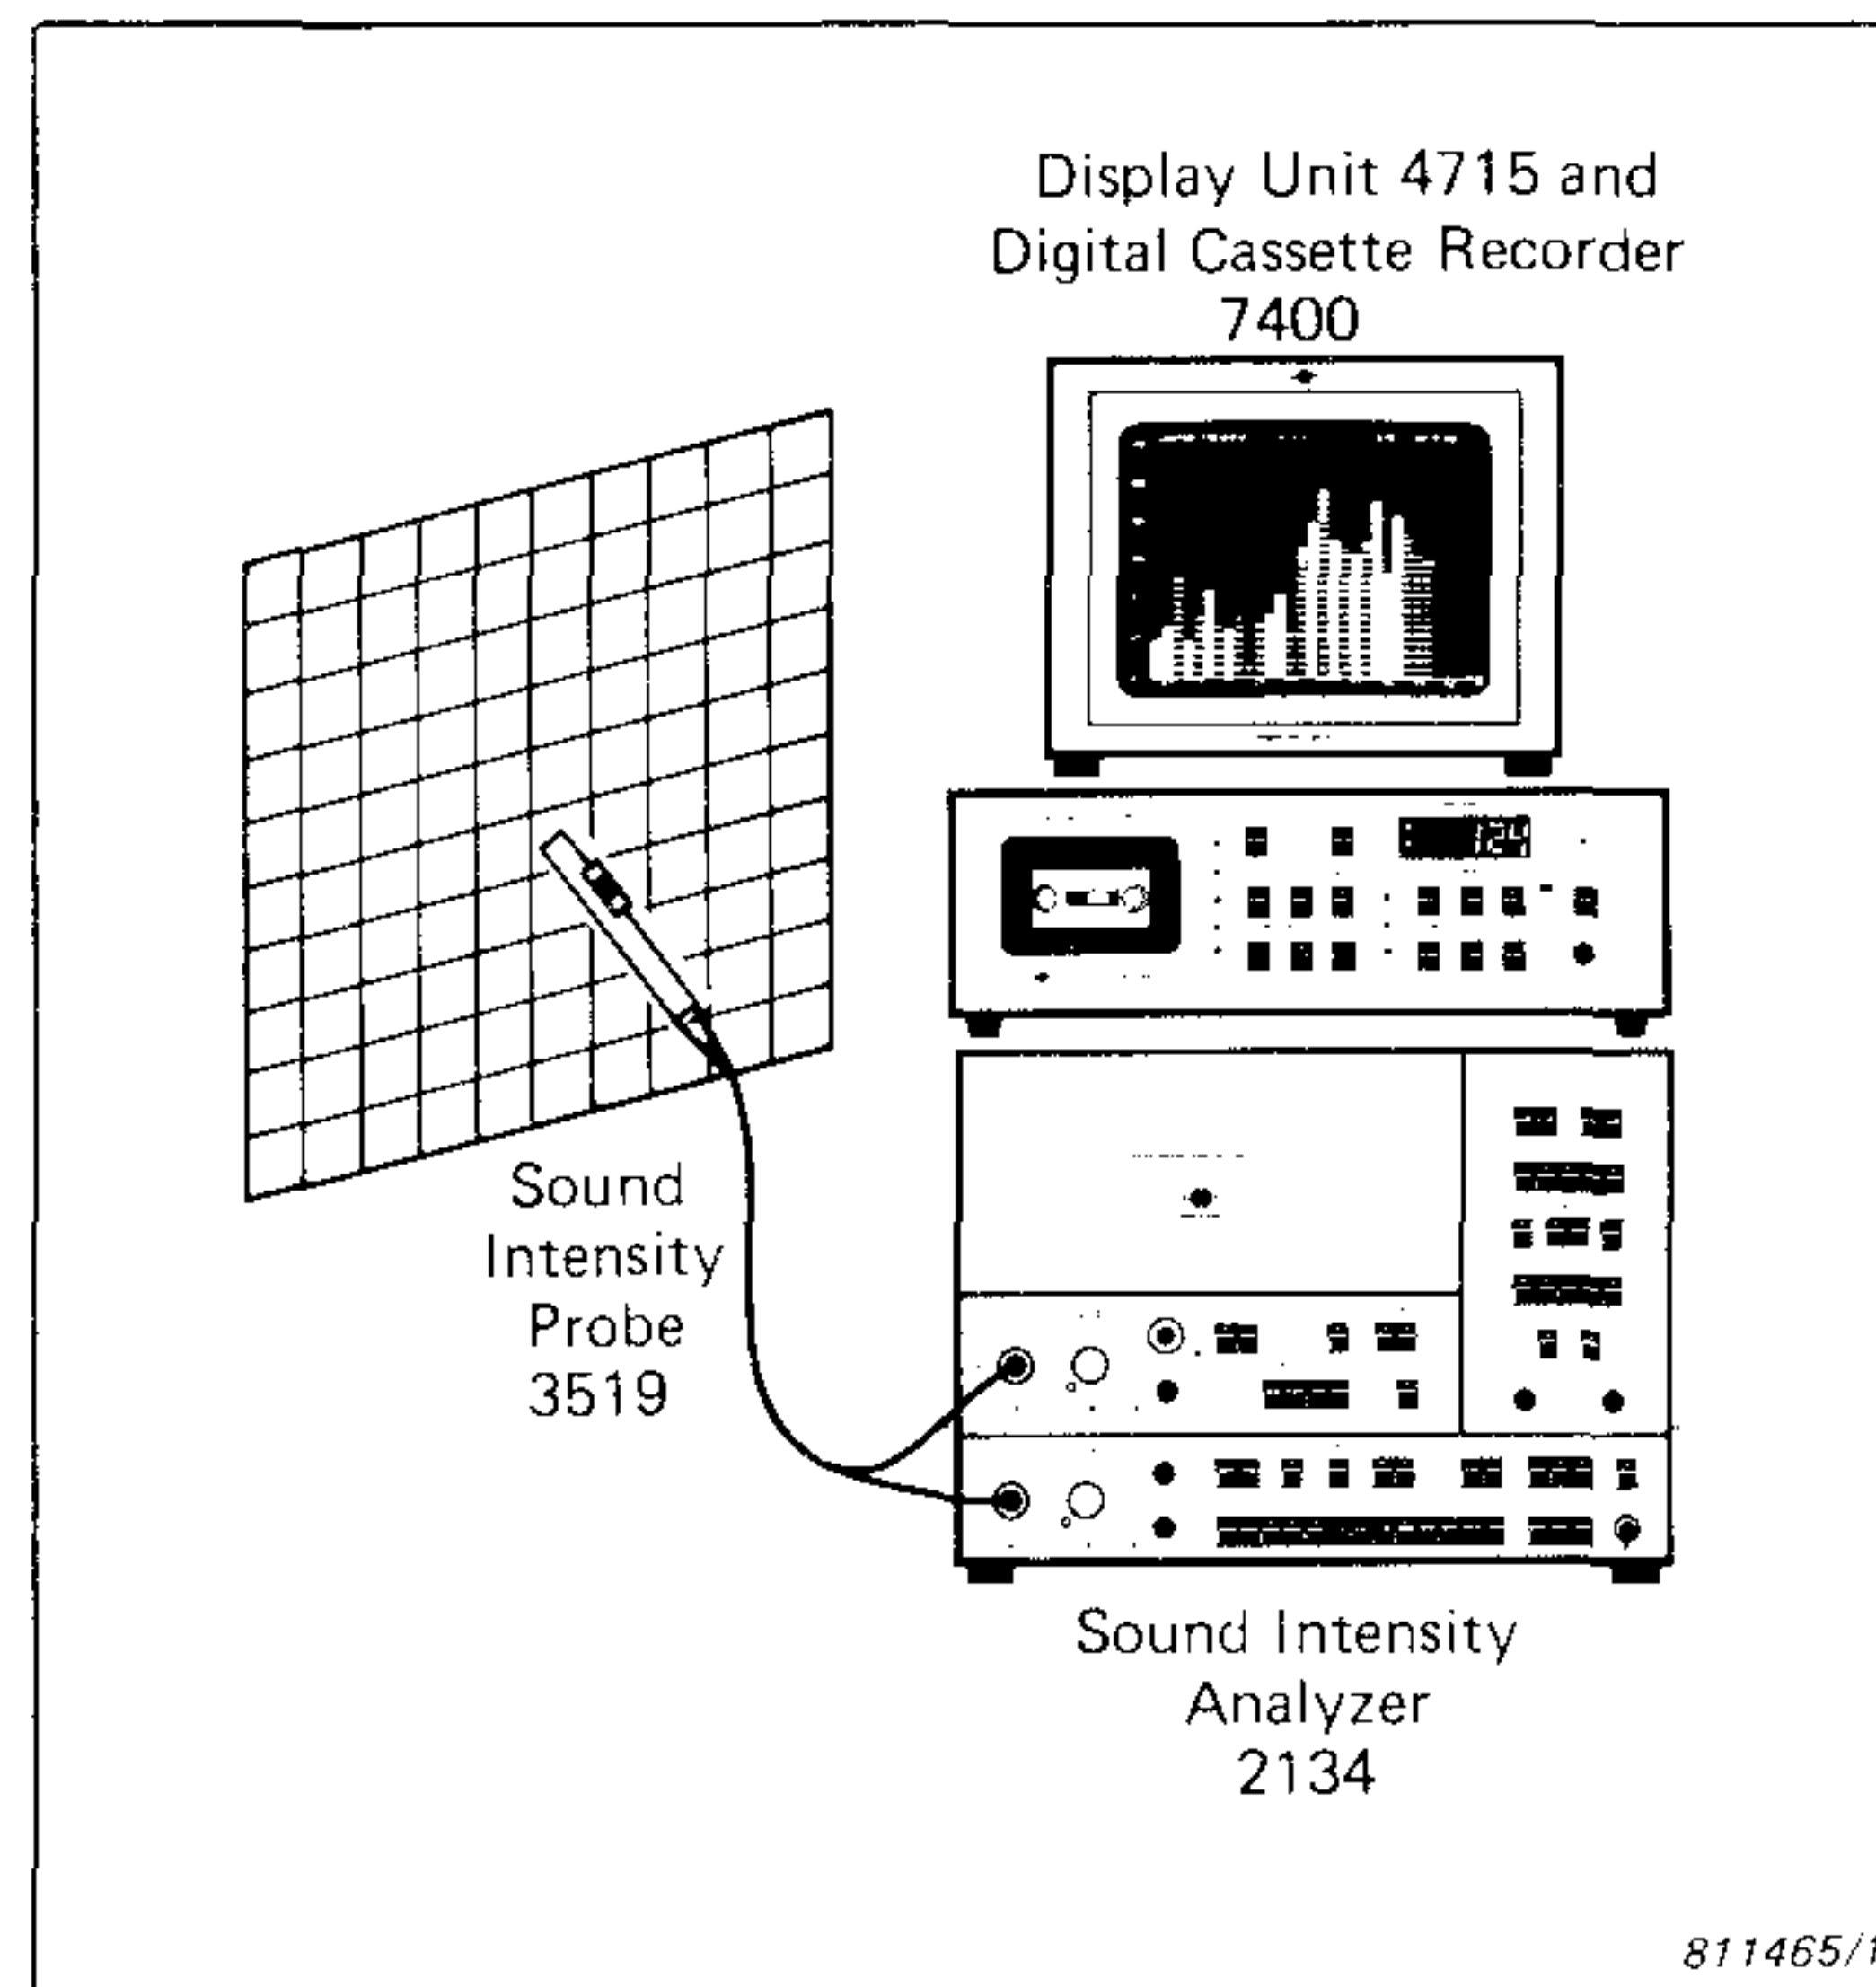 Display Unit 4715 and
Digital Cassette Recorder
7400
Sound
Intensity
Probe
3519
Sound Intensity
Analyzer
2134
811465/1